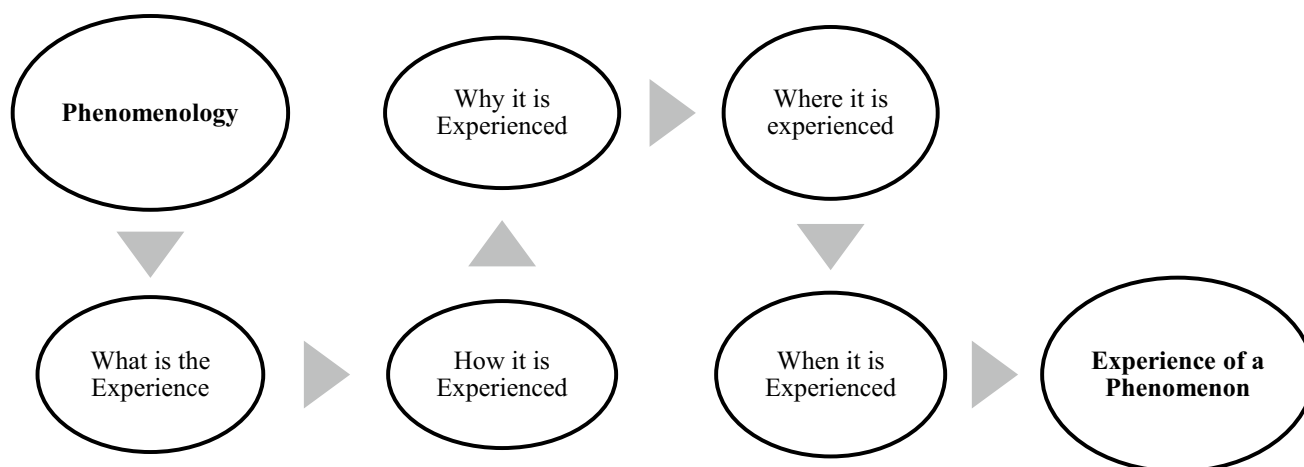 Phenomenology
What is the
Experience
How it is
Experienced
Why it is
Experienced
Where it is
experienced
When it is
Experienced
Experience of a
Phenomenon